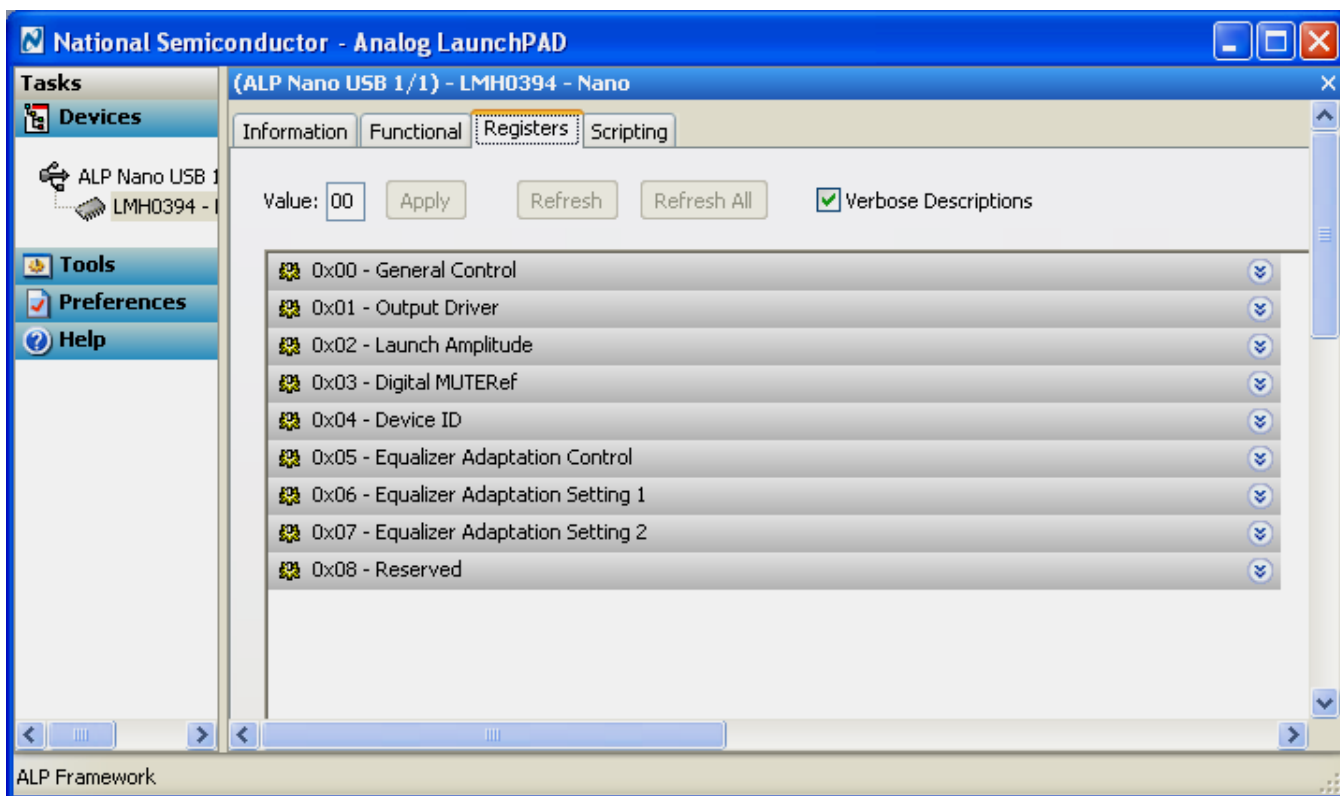 National Semiconductor - Analog LaunchPAD
Tasks
(ALP Nano USB 1/1) - LMH0394 - Nano
Devices
Information Functional Registers Scripting
ALP Nano USB 1
LMH0394 -
Value: 00 Apply Refresh Refresh All Verbose Descriptions
Tools
Preferences
Help
0x00 - General Control
0x01 - Output Driver
0x02 - Launch Amplitude
0x03 - Digital MUTERef
0x04 - Device ID
0x05 - Equalizer Adaptation Control
0x06 - Equalizer Adaptation Setting 1
0x07 - Equalizer Adaptation Setting 2
0x08 - Reserved
ALP Framework